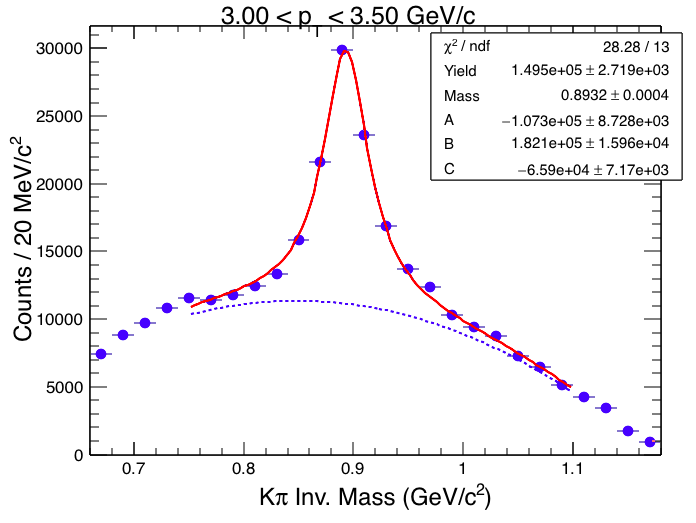 3.00 < p  < 3.50 GeV/c
χ² / ndf 28.28 / 13
Yield 1.495e+05 ± 2.719e+03
Mass 0.8932 ± 0.0004
A −1.073e+05 ± 8.728e+03
B 1.821e+05 ± 1.596e+04
C −6.59e+04 ± 7.17e+03
Counts / 20 MeV/c²
30000
25000
20000
15000
10000
5000
0
0.7 0.8 0.9 1 1.1
Kπ Inv. Mass (GeV/c²)